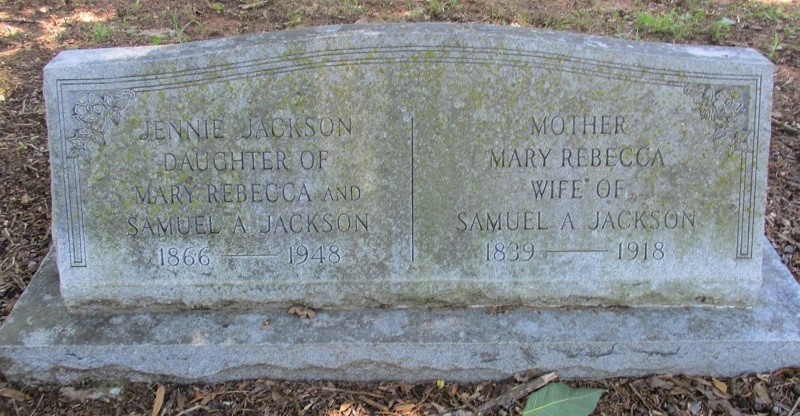 JENNIE JACKSON
DAUGHTER OF
MARY REBECCA AND
SAMUEL A. JACKSON
1866 — 1948
MOTHER
MARY REBECCA
WIFE OF
SAMUEL A. JACKSON
1839 — 1918